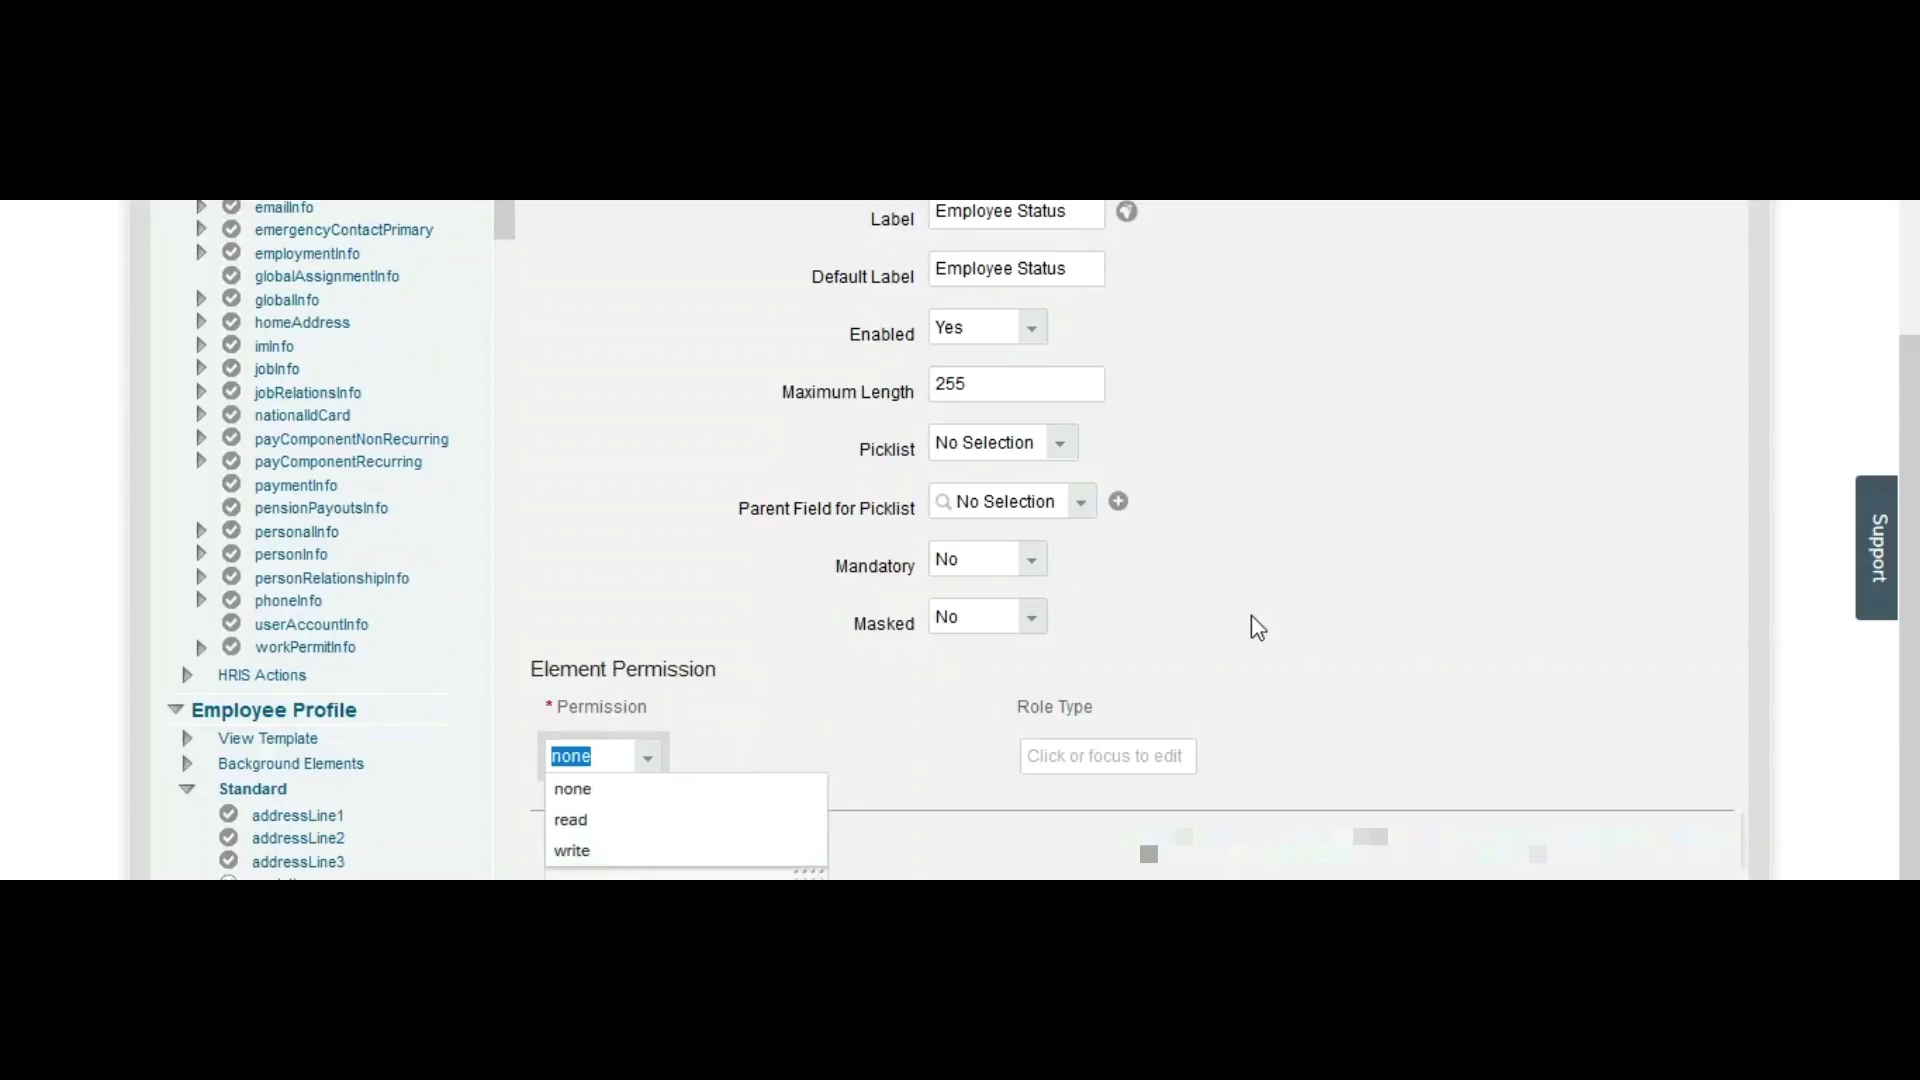 emailInfo
emergencyContactPrimary
employmentInfo
globalAssignmentInfo
globalInfo
homeAddress
imInfo
jobInfo
jobRelationsInfo
nationalIdCard
payComponentNonRecurring
payComponentRecurring
paymentInfo
pensionPayoutsInfo
personalInfo
personInfo
personRelationshipInfo
phoneInfo
userAccountInfo
workPermitInfo
HRIS Actions
Employee Profile
View Template
Background Elements
Standard
addressLine1
addressLine2
addressLine3
Label Employee Status
Default Label Employee Status
Enabled Yes
Maximum Length 255
Picklist No Selection
Parent Field for Picklist No Selection
Mandatory No
Masked No
Element Permission
* Permission Role Type
none Click or focus to edit
none
read
write
Support